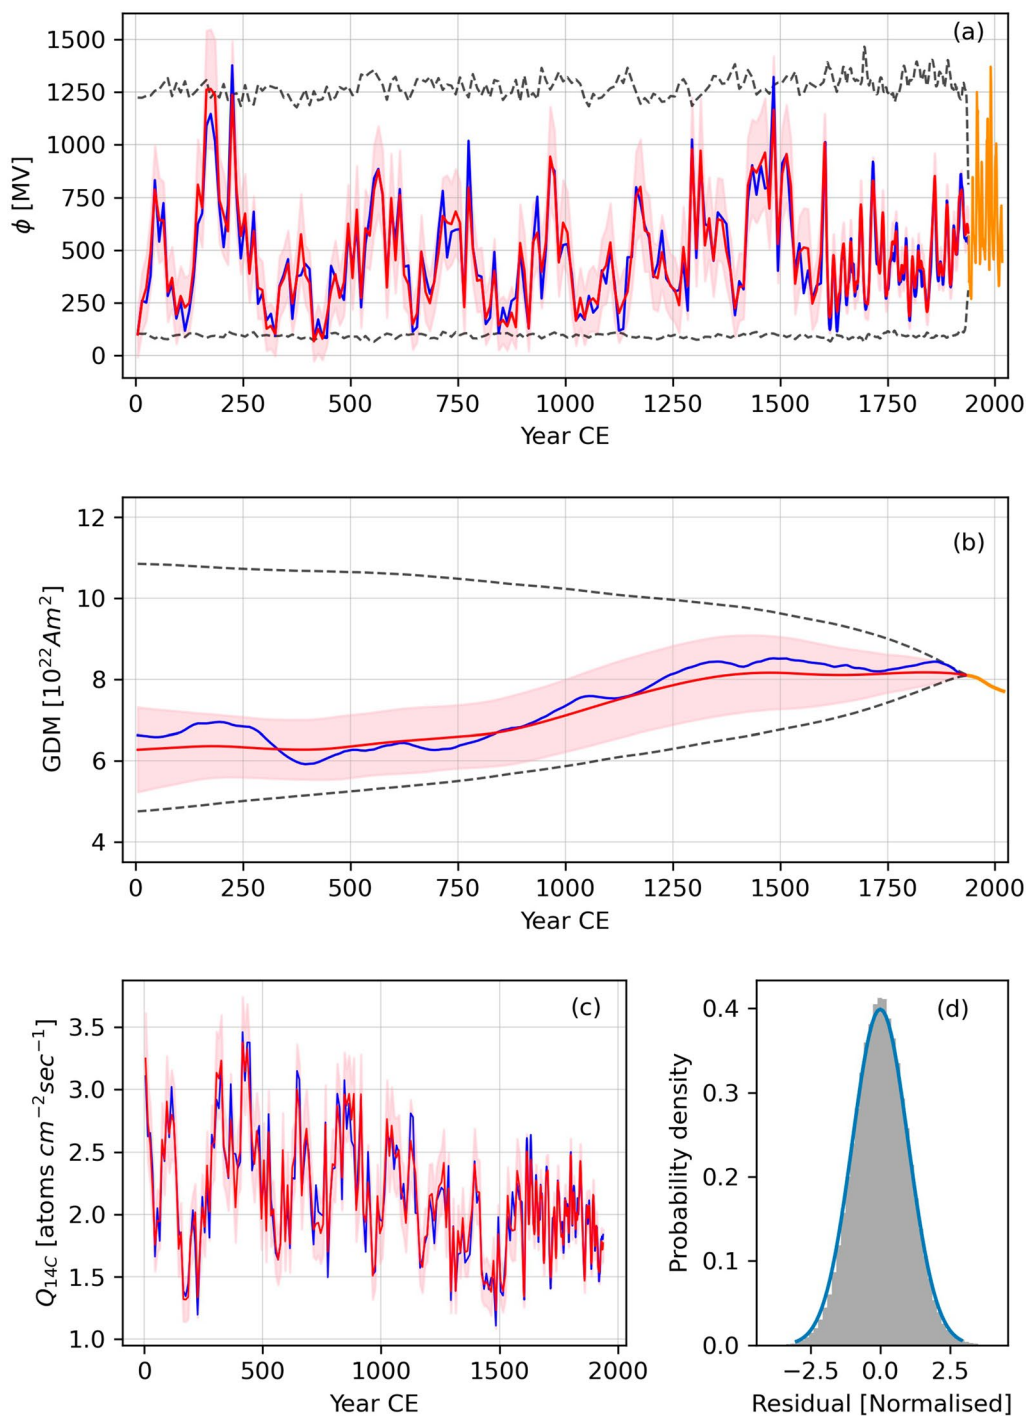 (a)
1500
1250
1000
750
500
250
0
ϕ [MV]
0 250 500 750 1000 1250 1500 1750 2000
Year CE
(b)
12
10
8
6
4
GDM [10²²Am²]
0 250 500 750 1000 1250 1500 1750 2000
Year CE
(c)
3.5
3.0
2.5
2.0
1.5
1.0
Q₁₄C [atoms cm⁻²sec⁻¹]
0 500 1000 1500 2000
Year CE
(d)
0.4
0.3
0.2
0.1
0.0
Probability density
−2.5 0.0 2.5
Residual [Normalised]